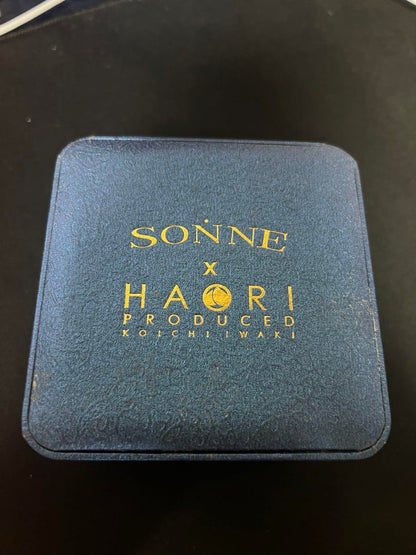 SONNE
X
HAORI
PRODUCED
KOICHI IWAKI